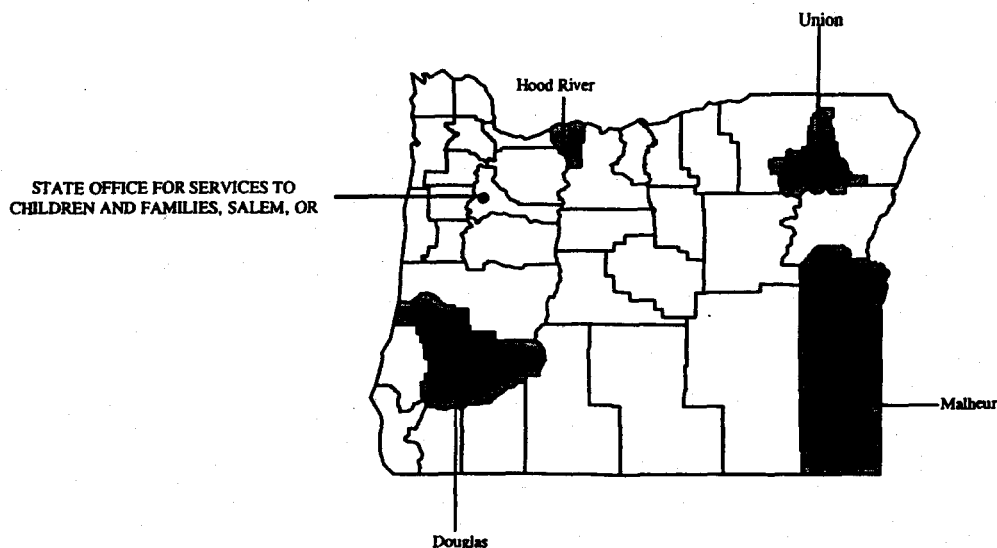 Union
Hood River
STATE OFFICE FOR SERVICES TO
CHILDREN AND FAMILIES, SALEM, OR
Malheur
Douglas